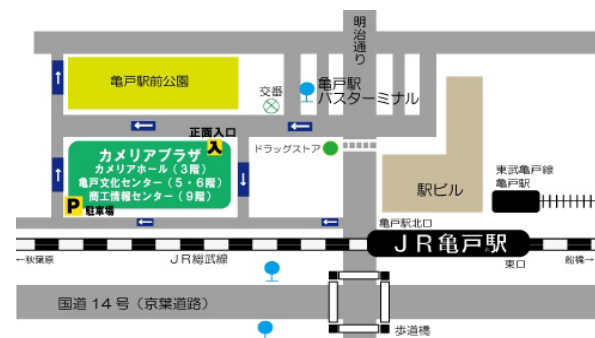 明治通り
亀戸駅前公園
交番
亀戸駅
バスターミナル
正面入口
入
ドラッグストア
カメリアプラザ
カメリアホール（３階）
亀戸文化センター（５・６階）
商工情報センター（９階）
P
駐車場
駅ビル
東武亀戸線
亀戸駅
亀戸駅北口
ＪＲ亀戸駅
←秋葉原
ＪＲ総武線
東口
船橋→
国道14号（京葉道路）
歩道橋